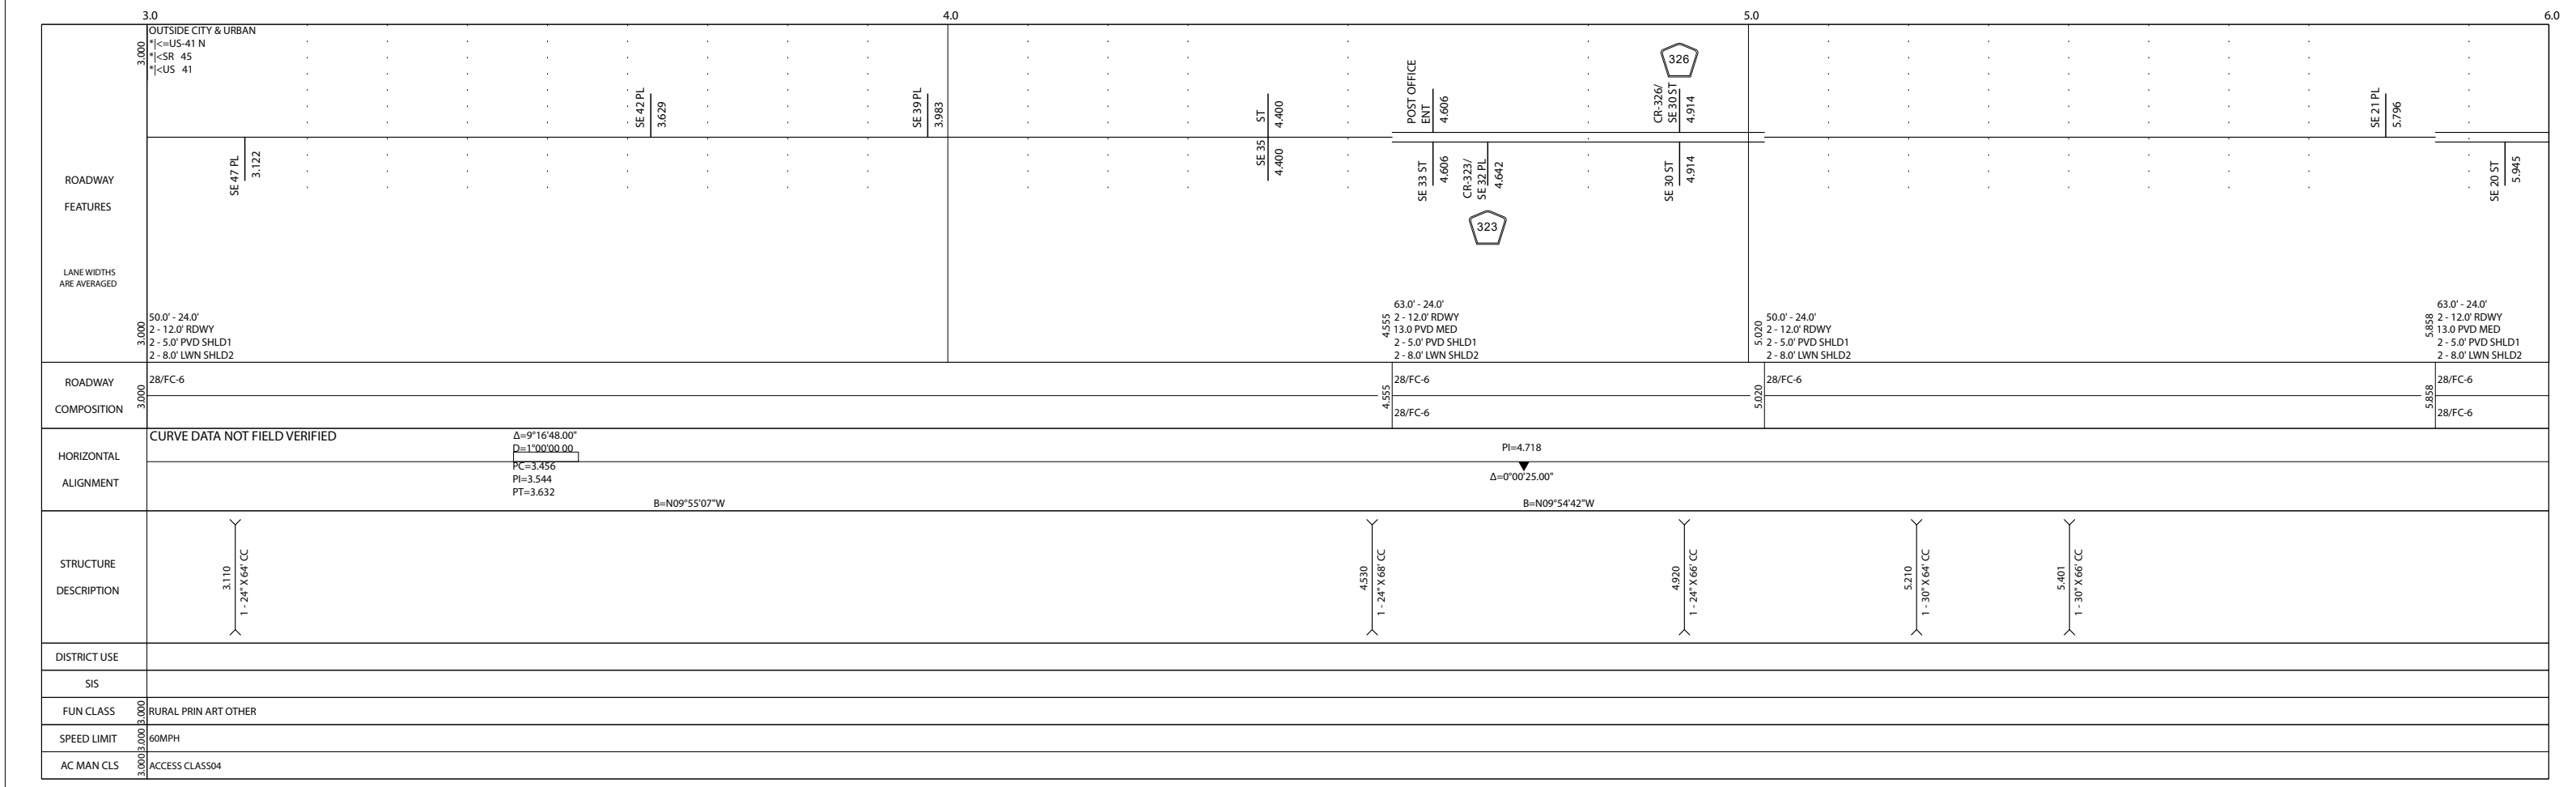 3.0
4.0
5.0
6.0
3.000
OUTSIDE CITY & URBAN
*|<=US-41 N
*|<SR 45
*|<US 41
SE 47 PL
3.122
SE 42 PL
3.629
SE 39 PL
3.983
SE 35 ST
4.400
4.400
POST OFFICE
ENT
4.606
SE 33 ST
4.606
CR-323/
SE 32 PL
4.642
323
326
CR-326/
SE 30 ST
4.914
SE 30 ST
4.914
SE 21 PL
5.796
SE 20 ST
5.945
ROADWAY
FEATURES
LANE WIDTHS
ARE AVERAGED
3.000
50.0' - 24.0'
2 - 12.0' RDWY
2 - 5.0' PVD SHLD1
2 - 8.0' LWN SHLD2
4.555
63.0' - 24.0'
2 - 12.0' RDWY
13.0 PVD MED
2 - 5.0' PVD SHLD1
2 - 8.0' LWN SHLD2
5.020
50.0' - 24.0'
2 - 12.0' RDWY
2 - 5.0' PVD SHLD1
2 - 8.0' LWN SHLD2
5.858
63.0' - 24.0'
2 - 12.0' RDWY
13.0 PVD MED
2 - 5.0' PVD SHLD1
2 - 8.0' LWN SHLD2
ROADWAY
COMPOSITION
3.000
28/FC-6
4.555
28/FC-6
28/FC-6
5.020
28/FC-6
5.858
28/FC-6
28/FC-6
HORIZONTAL
ALIGNMENT
CURVE DATA NOT FIELD VERIFIED
Δ=9°16'48.00"
D=1°00'00 00
PC=3.456
PI=3.544
PT=3.632
B=N09°55'07"W
PI=4.718
Δ=0°00'25.00"
B=N09°54'42"W
STRUCTURE
DESCRIPTION
3.110
1 - 24" X 64' CC
4.530
1 - 24" X 68' CC
4.920
1 - 24" X 66' CC
5.210
1 - 30" X 64' CC
5.401
1 - 30" X 66' CC
DISTRICT USE
SIS
FUN CLASS
3.000
RURAL PRIN ART OTHER
SPEED LIMIT
3.000
60MPH
AC MAN CLS
3.000
ACCESS CLASS04